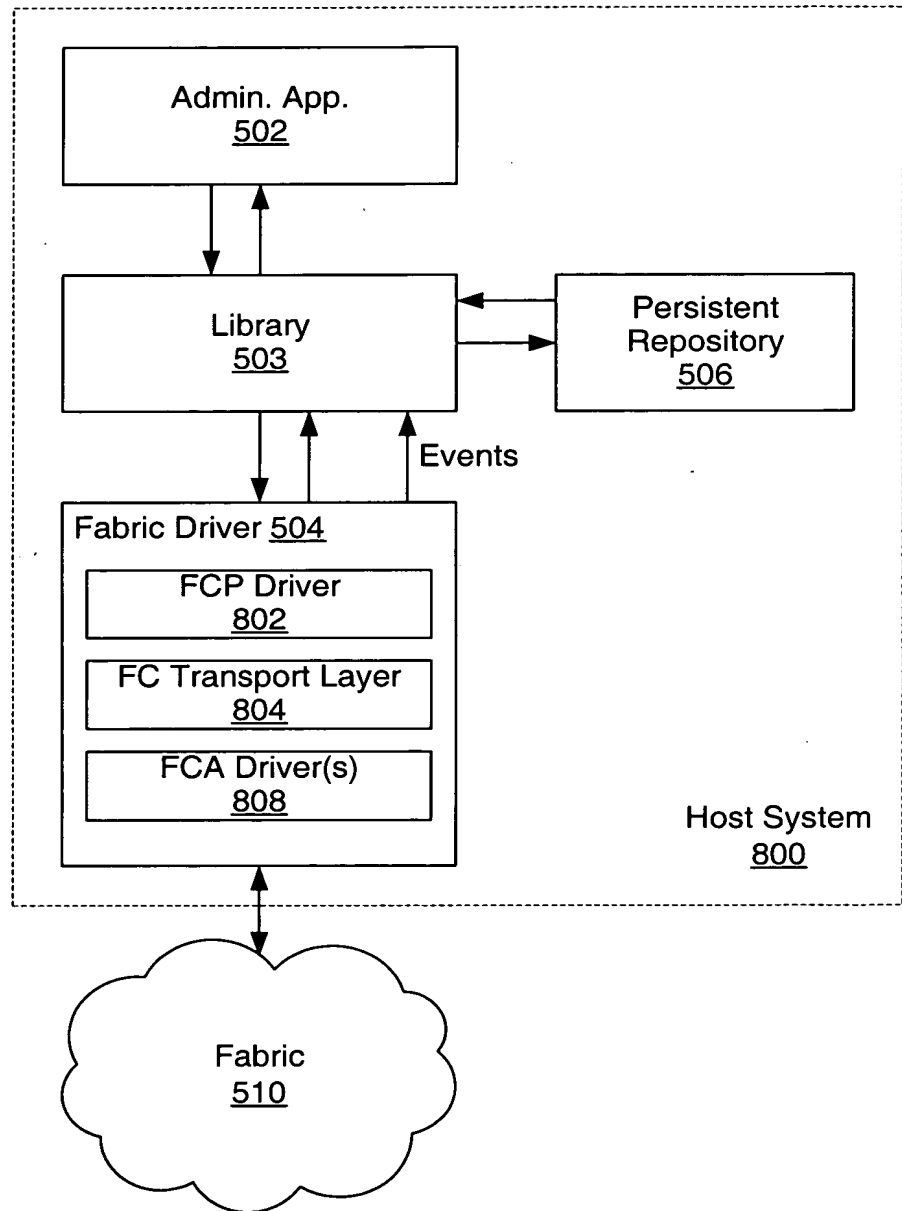 Admin. App.
502
Library
503
Persistent
Repository
506
Events
Fabric Driver 504
FCP Driver
802
FC Transport Layer
804
FCA Driver(s)
808
Host System
800
Fabric
510